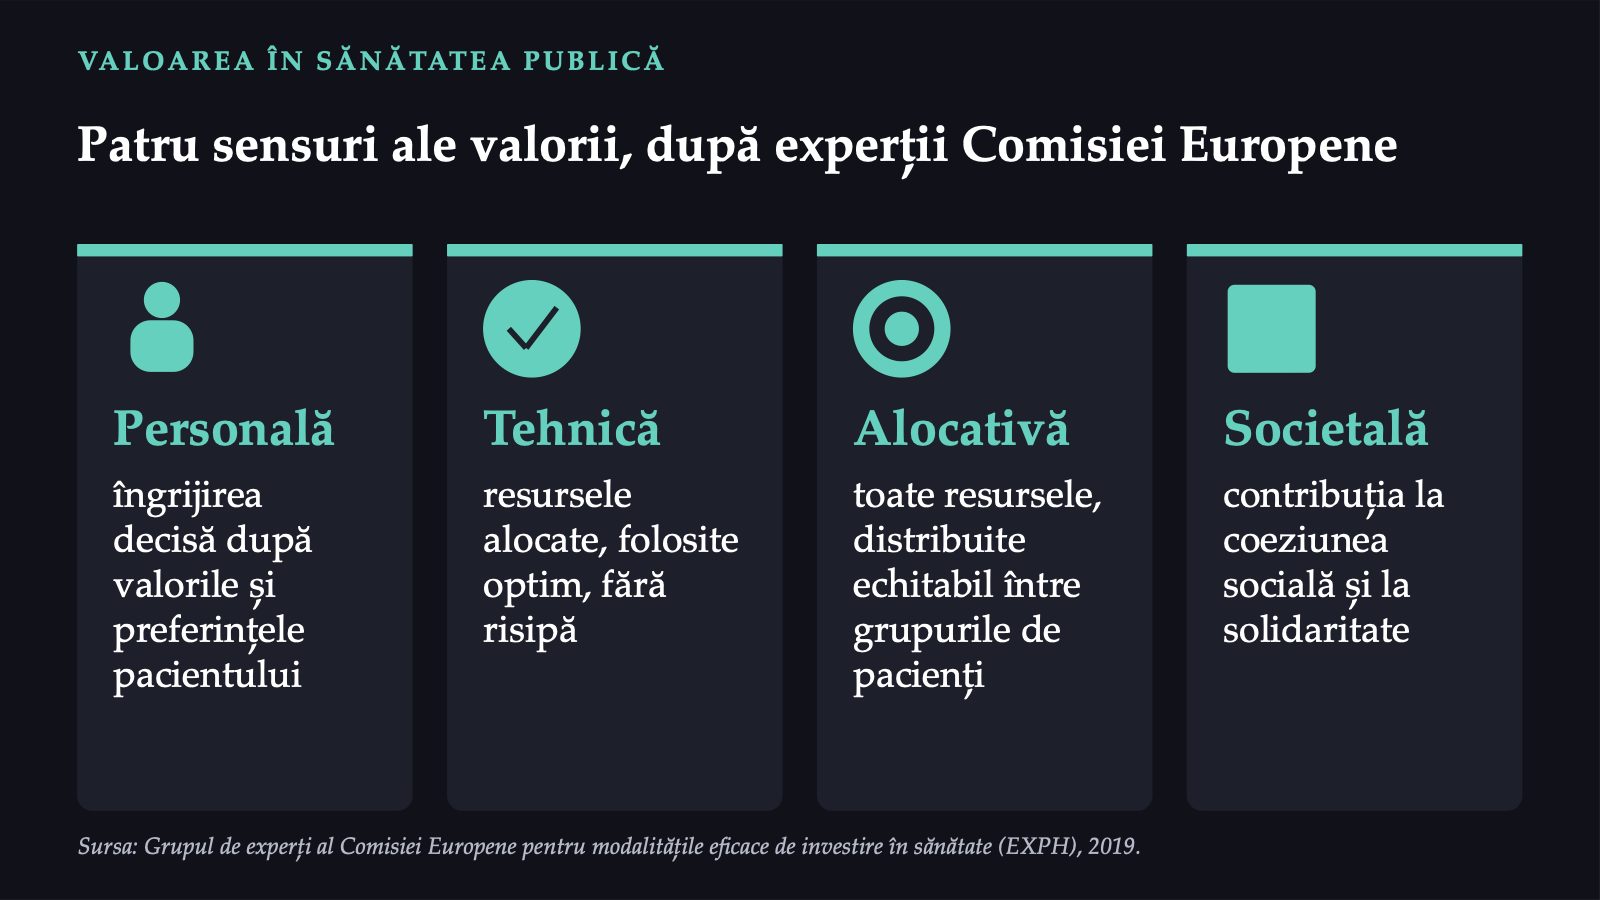 VALOAREA ÎN SĂNĂTATEA PUBLICĂ
Patru sensuri ale valorii, după experții Comisiei Europene
Personală
îngrijirea
decisă după
valorile și
preferințele
pacientului
Tehnică
resursele
alocate, folosite
optim, fără
risipă
Alocativă
toate resursele,
distribuite
echitabil între
grupurile de
pacienți
Societală
contribuția la
coeziunea
socială și la
solidaritate
Sursa: Grupul de experți al Comisiei Europene pentru modalitățile eficace de investire în sănătate (EXPH), 2019.